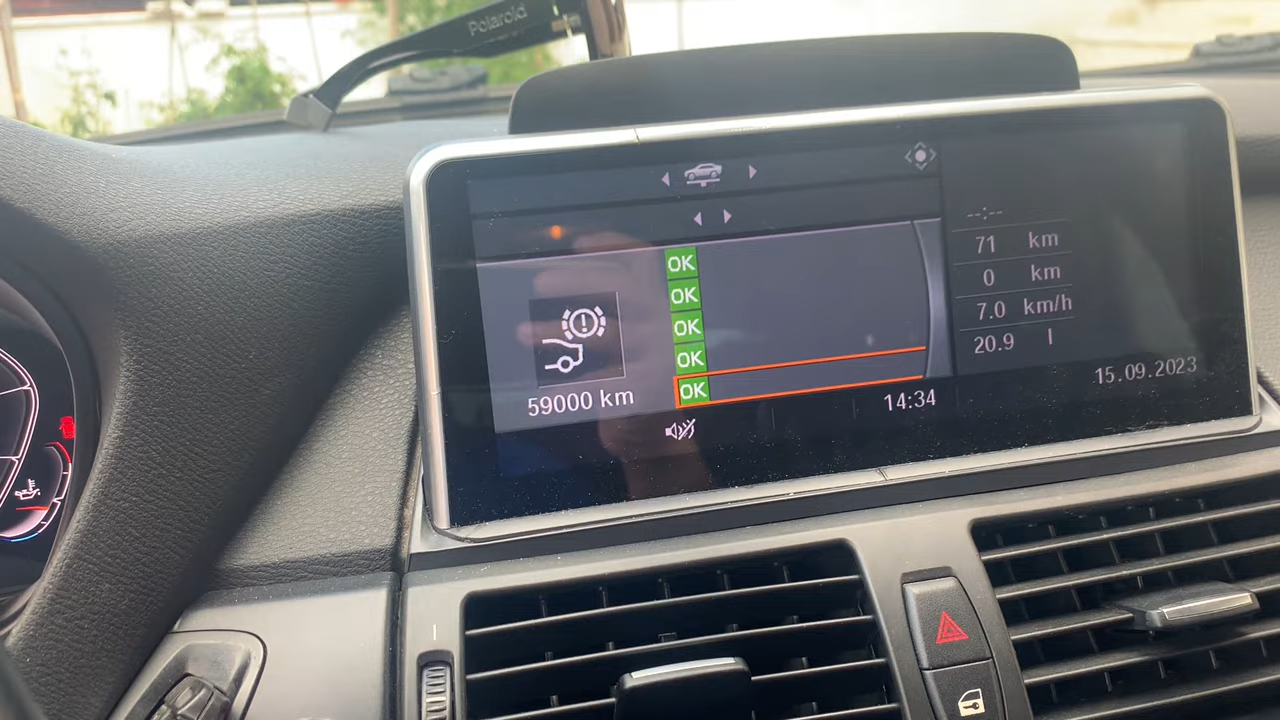 Polaroid
OK
OK
OK
OK
OK
59000 km
--:--
71 km
0 km
7.0 km/h
20.9 l
14:34
15.09.2023